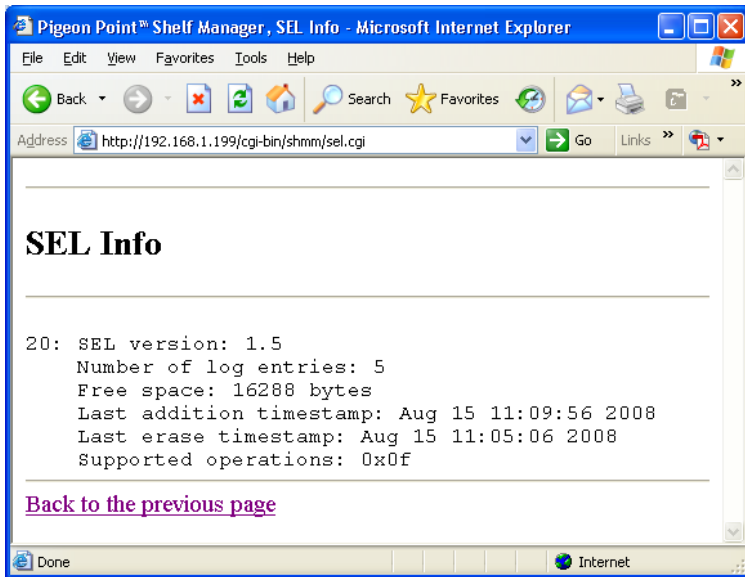 Pigeon Point™ Shelf Manager, SEL Info - Microsoft Internet Explorer
File Edit View Favorites Tools Help
Back Search Favorites »
Address http://192.168.1.199/cgi-bin/shmm/sel.cgi Go Links »
SEL Info
20: SEL version: 1.5
Number of log entries: 5
Free space: 16288 bytes
Last addition timestamp: Aug 15 11:09:56 2008
Last erase timestamp: Aug 15 11:05:06 2008
Supported operations: 0x0f
Back to the previous page
Done Internet